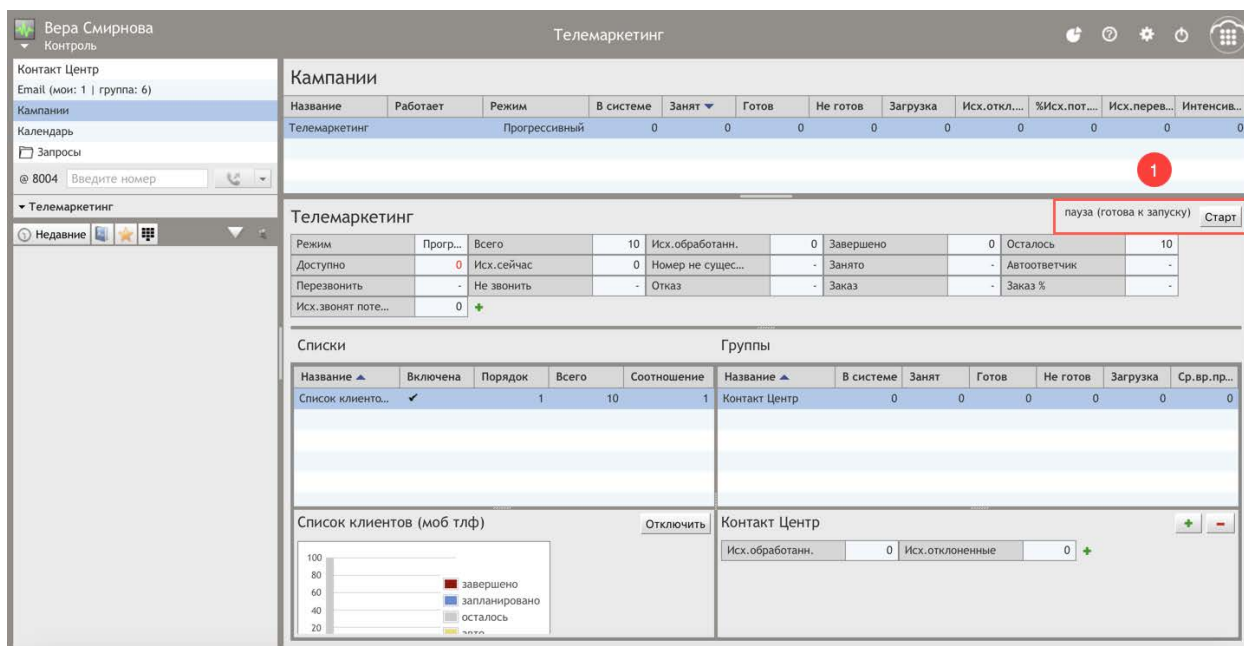 Вера Смирнова
Контроль
Телемаркетинг
Контакт Центр
Email (мои: 1 | группа: 6)
Кампании
Календарь
Запросы
@ 8004 Введите номер
Телемаркетинг
Недавние
Кампании
Название Работает Режим В системе Занят Готов Не готов Загрузка Исх.откл.... %Исх.пот.... Исх.перев... Интенсив...
Телемаркетинг Прогрессивный 0 0 0 0 0 0 0 0 0
1
Телемаркетинг пауза (готова к запуску) Старт
Режим Прогр... Всего 10 Исх.обработанн. 0 Завершено 0 Осталось 10
Доступно 0 Исх.сейчас 0 Номер не сущес... - Занято - Автоответчик -
Перезвонить - Не звонить - Отказ - Заказ - Заказ % -
Исх.звонят поте... 0
Списки
Название Включена Порядок Всего Соотношение
Список клиенто... ✔ 1 10 1
Группы
Название В системе Занят Готов Не готов Загрузка Ср.вр.пр...
Контакт Центр 0 0 0 0 0 0
Список клиентов (моб тлф) Отключить
100
80
60
40
20
завершено
запланировано
осталось
Контакт Центр + -
Исх.обработанн. 0 Исх.отклоненные 0